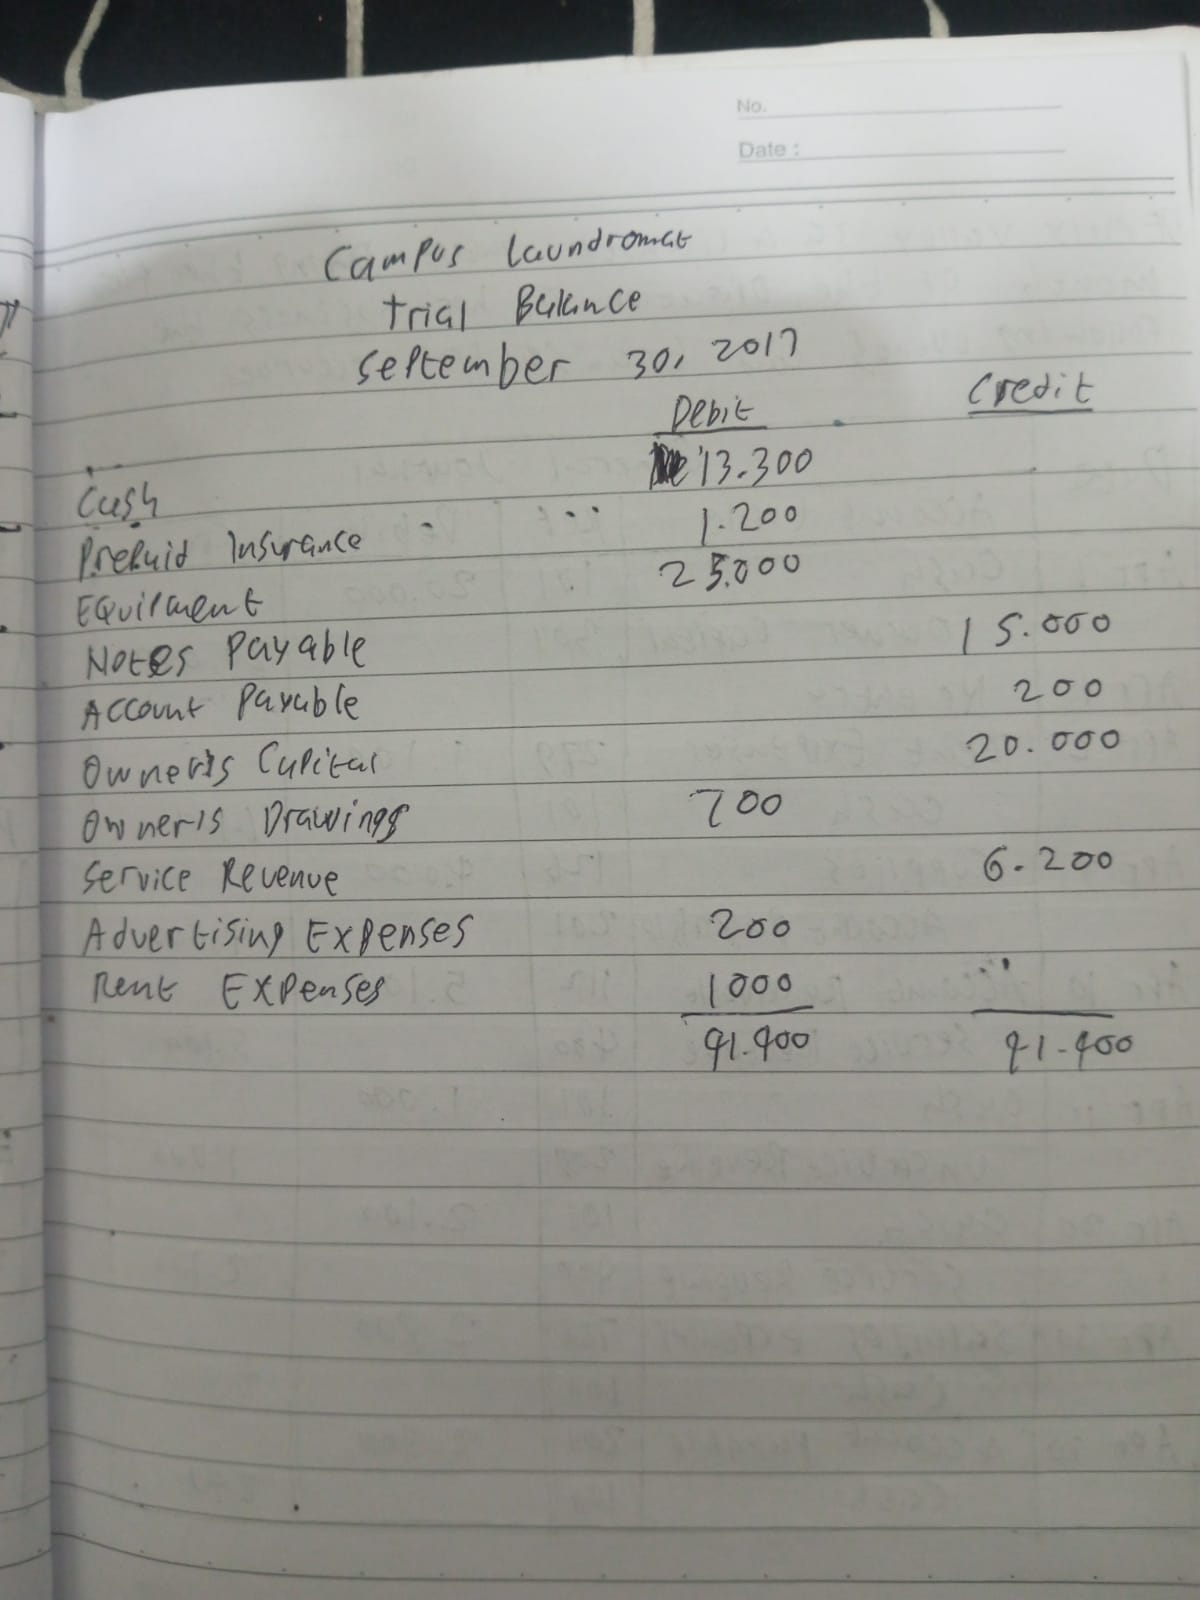 No.
Date :
Campus Laundromat
Trial Balance
September 30, 2017
Debit Credit
Cash 13.300
Prepaid Insurance 1.200
Equipment 25.000
Notes Payable 15.000
Account Payable 200
Owner's Capital 20.000
Owner's Drawings 700
Service Revenue 6.200
Advertising Expenses 200
Rent Expenses 1000
41.400 41.400